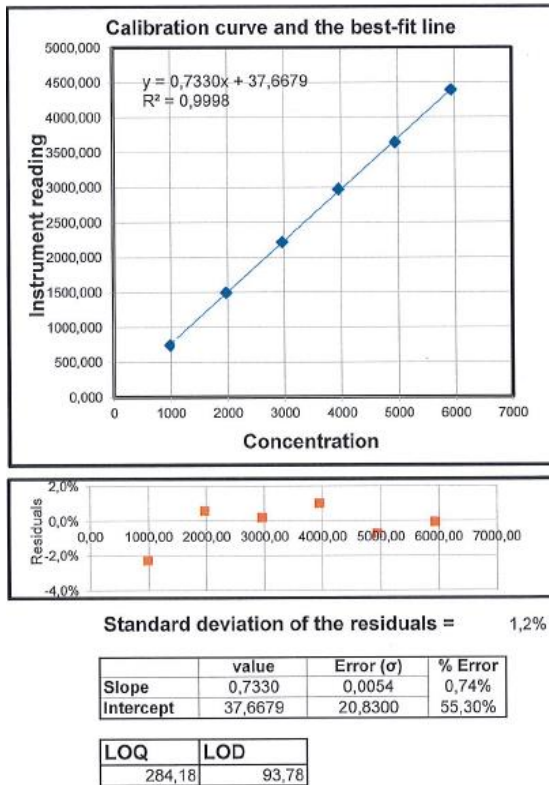 Calibration curve and the best-fit line
y = 0,7330x + 37,6679
R² = 0,9998
5000,000
4500,000
4000,000
3500,000
3000,000
2500,000
2000,000
1500,000
1000,000
500,000
0,000
Instrument reading
0 1000 2000 3000 4000 5000 6000 7000
Concentration
2,0%
0,0%
-2,0%
-4,0%
Residuals
0,00 1000,00 2000,00 3000,00 4000,00 5000,00 6000,00 7000,00
Standard deviation of the residuals = 1,2%
value Error (σ) % Error
Slope 0,7330 0,0054 0,74%
Intercept 37,6679 20,8300 55,30%
LOQ LOD
284,18 93,78